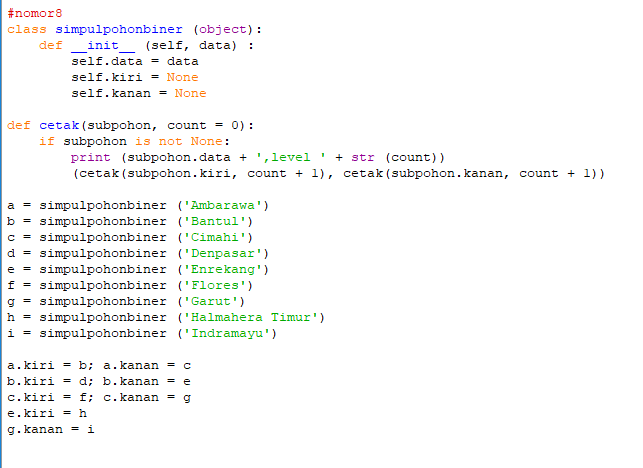 #nomor8
class simpulpohonbiner (object):
    def __init__ (self, data) :
        self.data = data
        self.kiri = None
        self.kanan = None

def cetak(subpohon, count = 0):
    if subpohon is not None:
        print (subpohon.data + ',level ' + str (count))
        (cetak(subpohon.kiri, count + 1), cetak(subpohon.kanan, count + 1))

a = simpulpohonbiner ('Ambarawa')
b = simpulpohonbiner ('Bantul')
c = simpulpohonbiner ('Cimahi')
d = simpulpohonbiner ('Denpasar')
e = simpulpohonbiner ('Enrekang')
f = simpulpohonbiner ('Flores')
g = simpulpohonbiner ('Garut')
h = simpulpohonbiner ('Halmahera Timur')
i = simpulpohonbiner ('Indramayu')

a.kiri = b; a.kanan = c
b.kiri = d; b.kanan = e
c.kiri = f; c.kanan = g
e.kiri = h
g.kanan = i